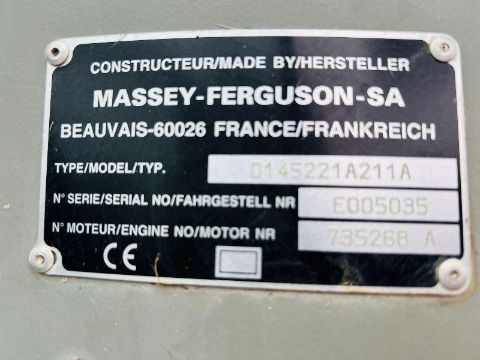 CONSTRUCTEUR/MADE BY/HERSTELLER
MASSEY-FERGUSON-SA
BEAUVAIS-60026 FRANCE/FRANKREICH
TYPE/MODEL/TYP. D145221A211A
N° SERIE/SERIAL NO/FAHRGESTELL NR E005035
N° MOTEUR/ENGINE NO/MOTOR NR 735268 A
CE